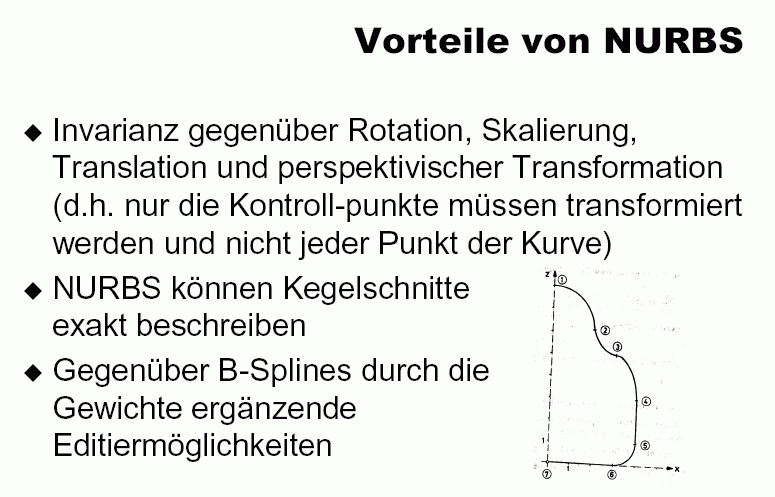 Vorteile von NURBS
◆ Invarianz gegenüber Rotation, Skalierung,
Translation und perspektivischer Transformation
(d.h. nur die Kontroll-punkte müssen transformiert
werden und nicht jeder Punkt der Kurve)
◆ NURBS können Kegelschnitte
exakt beschreiben
◆ Gegenüber B-Splines durch die
Gewichte ergänzende
Editiermöglichkeiten
z
①
②
③
④
⑤
⑥
⑦
1
1
x